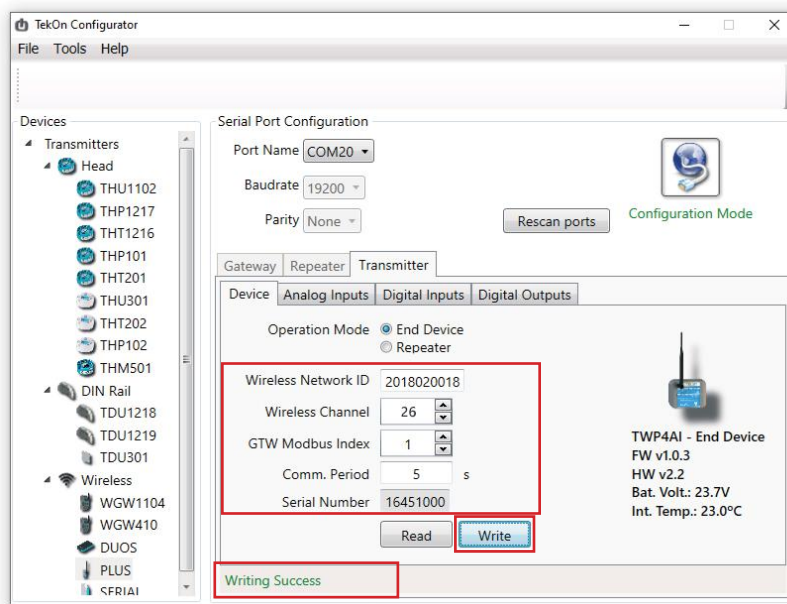 TekOn Configurator
File Tools Help
Devices
Transmitters
Head
THU1102
THP1217
THT1216
THP101
THT201
THU301
THT202
THP102
THM501
DIN Rail
TDU1218
TDU1219
TDU301
Wireless
WGW1104
WGW410
DUOS
PLUS
SERIAL
Serial Port Configuration
Port Name COM20
Baudrate 19200
Parity None
Rescan ports
Configuration Mode
Gateway Repeater Transmitter
Device Analog Inputs Digital Inputs Digital Outputs
Operation Mode End Device
Repeater
Wireless Network ID 2018020018
Wireless Channel 26
GTW Modbus Index 1
Comm. Period 5 s
Serial Number 16451000
Read Write
TWP4AI - End Device
FW v1.0.3
HW v2.2
Bat. Volt.: 23.7V
Int. Temp.: 23.0ºC
Writing Success